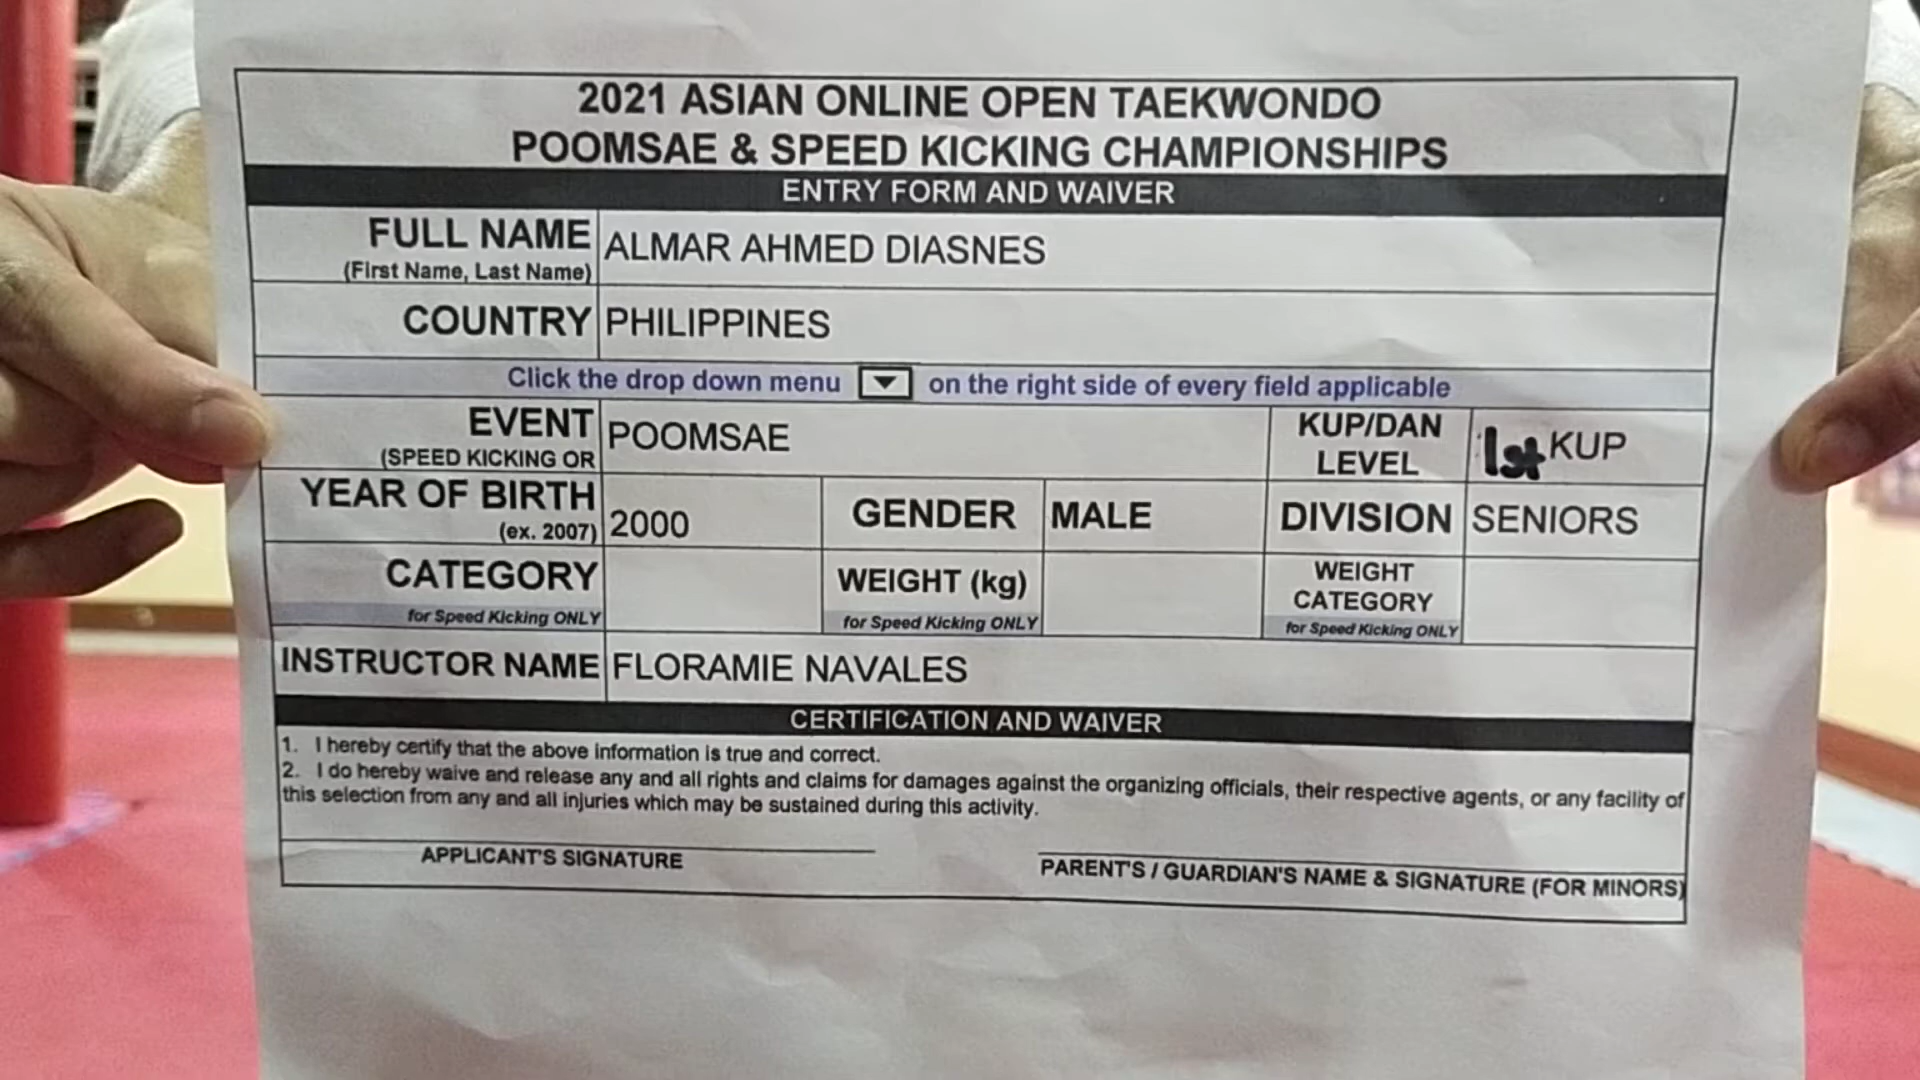 2021 ASIAN ONLINE OPEN TAEKWONDO
POOMSAE & SPEED KICKING CHAMPIONSHIPS
ENTRY FORM AND WAIVER
FULL NAME
(First Name, Last Name)
ALMAR AHMED DIASNES
COUNTRY
PHILIPPINES
Click the drop down menu on the right side of every field applicable
EVENT
(SPEED KICKING OR
POOMSAE
KUP/DAN
LEVEL
1st KUP
YEAR OF BIRTH
(ex. 2007)
2000
GENDER
MALE
DIVISION
SENIORS
CATEGORY
for Speed Kicking ONLY
WEIGHT (kg)
for Speed Kicking ONLY
WEIGHT
CATEGORY
for Speed Kicking ONLY
INSTRUCTOR NAME
FLORAMIE NAVALES
CERTIFICATION AND WAIVER
1. I hereby certify that the above information is true and correct.
2. I do hereby waive and release any and all rights and claims for damages against the organizing officials, their respective agents, or any facility of
this selection from any and all injuries which may be sustained during this activity.
APPLICANT'S SIGNATURE
PARENT'S / GUARDIAN'S NAME & SIGNATURE (FOR MINORS)